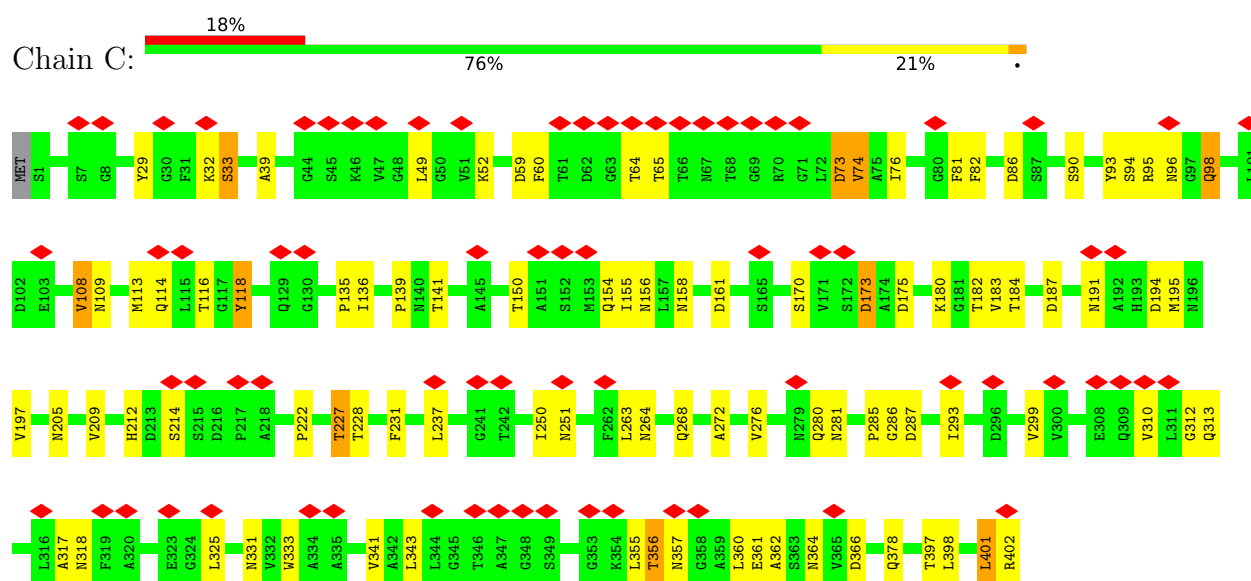 18%
Chain C:
76% 21% •
MET S1 S7 G8 Y29 G30 F31 K32 S33 A39 G44 S45 K46 V47 G48 L49 G50 V51 K52 D59 F60 T61 D62 G63 T64 T65 T66 N67 T68 G69 R70 G71 L72 D73 V74 A75 I76 G80 F81 F82 D86 S87 S90 Y93 S94 R95 N96 G97 Q98 L101
D102 E103 V108 N109 M113 Q114 L115 T116 G117 Y118 Q129 G130 P135 I136 P139 N140 T141 A145 T150 A151 S152 M153 Q154 I155 N156 L157 N158 D161 S165 S170 V171 S172 D173 A174 D175 K180 G181 T182 V183 T184 D187 N191 A192 H193 D194 M195 N196
V197 N205 V209 H212 D213 S214 S215 D216 P217 A218 P222 T227 T228 F231 L237 G241 T242 I250 N251 F262 L263 N264 Q268 A272 V276 N279 Q280 N281 P285 G286 D287 I293 D296 V299 V300 E308 Q309 V310 L311 G312 Q313
L316 A317 N318 F319 A320 E323 G324 L325 N331 V332 W333 A334 A335 V341 A342 L343 L344 G345 T346 A347 G348 S349 G353 K354 L355 T356 N357 G358 A359 L360 E361 A362 S363 N364 V365 D366 Q378 T397 L398 L401 R402